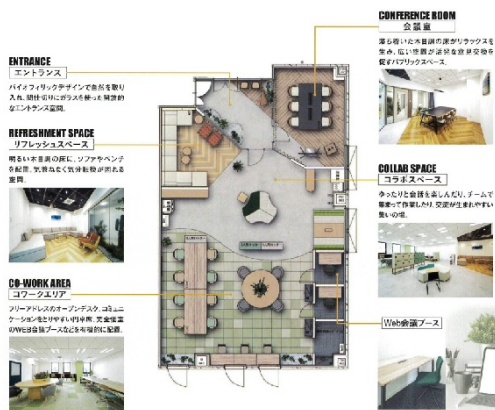 ENTRANCE
エントランス
バイオフィリックデザインで自然を取り
入れ、間仕切りにガラスを使った開放的
なエントランス空間。
REFRESHMENT SPACE
リフレッシュスペース
明るい木目調の床に、ソファやベンチ
を配置。気兼ねなく気分転換が図れる
空間。
CO-WORK AREA
コワークエリア
フリーアドレスのオープンデスク、コミュニ
ケーションをとりやすい円卓席、完全個室
のWEB会議ブースなどを有機的に配置。
CONFERENCE ROOM
会議室
落ち着いた木目調の床がリラックスを
生み、広い空間が活発な意見交換を
促すパブリックスペース。
COLLAB SPACE
コラボスペース
ゆったりと会話を楽しんだり、チームで
集まって作業したり、交流が生まれやすい
集いの場。
Web会議ブース